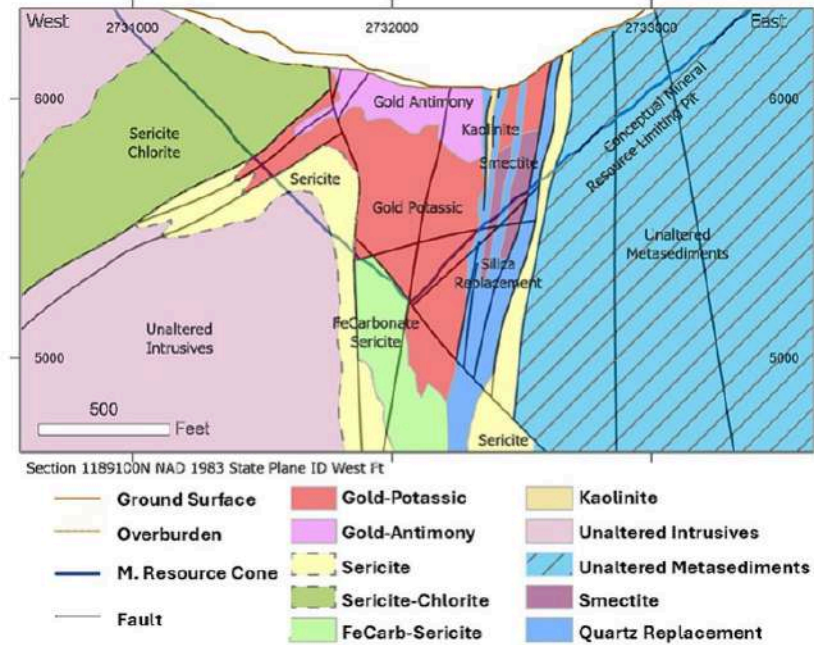 West
2731000
2732000
2733000
East
6000
6000
Gold Antimony
Conceptual Mineral
Resource Limiting Pit
Sericite
Chlorite
Kaolinite
Smectite
Sericite
Gold Potassic
Unaltered
Metasediments
Silica
Replacement
Unaltered
Intrusives
FeCarbonate
Sericite
5000
5000
500
Feet
Sericite
Section 1189100N NAD 1983 State Plane ID West Ft
Ground Surface
Overburden
M. Resource Cone
Fault
Gold-Potassic
Gold-Antimony
Sericite
Sericite-Chlorite
FeCarb-Sericite
Kaolinite
Unaltered Intrusives
Unaltered Metasediments
Smectite
Quartz Replacement